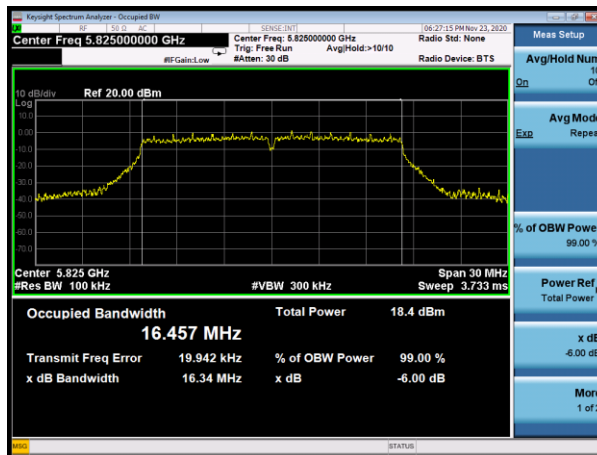 Keysight Spectrum Analyzer - Occupied BW
RF 50 Ω AC SENSE:INT 06:27:15 PM Nov 23, 2020
Center Freq 5.825000000 GHz
Center Freq: 5.825000000 GHz Radio Std: None
Trig: Free Run Avg|Hold:>10/10
#IFGain:Low #Atten: 30 dB Radio Device: BTS
10 dB/div Ref 20.00 dBm
Log
10.0
0.00
-10.0
-20.0
-30.0
-40.0
-50.0
-60.0
-70.0
Center 5.825 GHz Span 30 MHz
#Res BW 100 kHz #VBW 300 kHz Sweep 3.733 ms
Occupied Bandwidth Total Power 18.4 dBm
16.457 MHz
Transmit Freq Error 19.942 kHz % of OBW Power 99.00 %
x dB Bandwidth 16.34 MHz x dB -6.00 dB
MSG STATUS
Meas Setup
Avg/Hold Num
10
On Of
Avg Mode
Exp Repea
% of OBW Power
99.00 %
Power Ref
Total Power
x dB
-6.00 dB
More
1 of 2